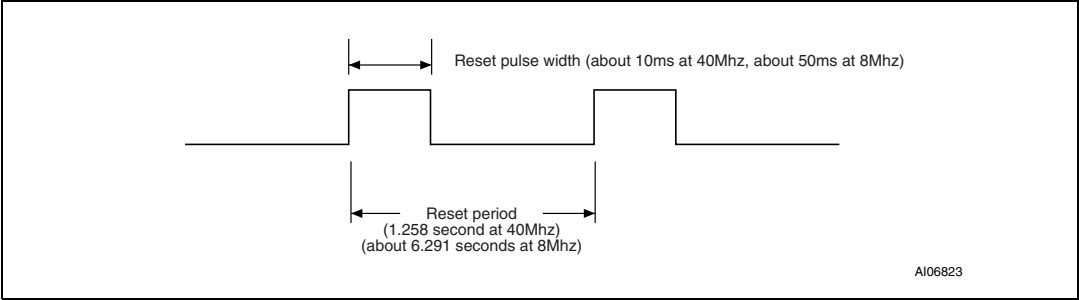 Reset pulse width (about 10ms at 40Mhz, about 50ms at 8Mhz)
Reset period
(1.258 second at 40Mhz)
(about 6.291 seconds at 8Mhz)
AI06823